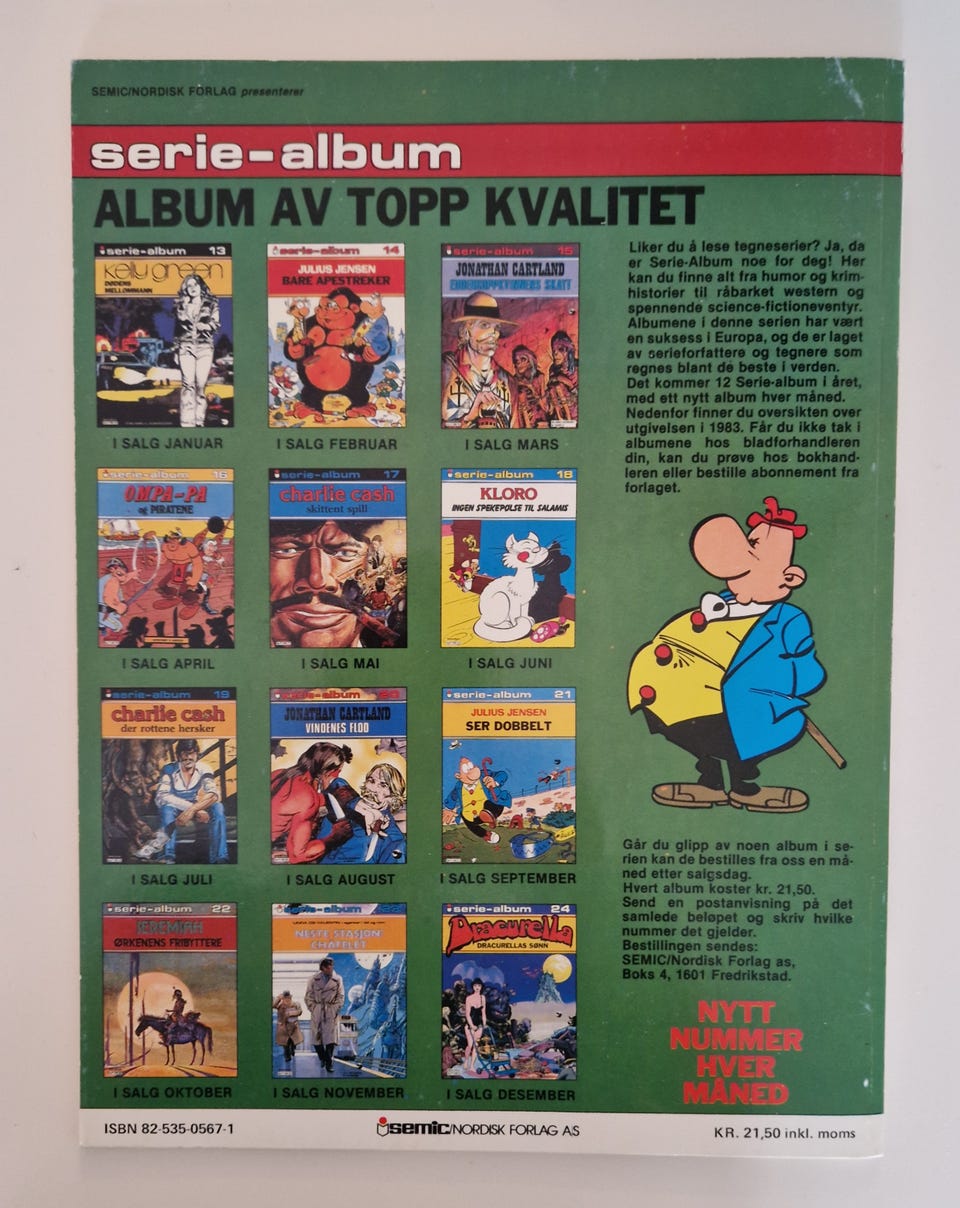 SEMIC/NORDISK FORLAG presenterer
serie-album
ALBUM AV TOPP KVALITET
serie-album 13
kelly green
DØDENS
MELLOMMANN
I SALG JANUAR
serie-album 14
JULIUS JENSEN
BARE APESTREKER
I SALG FEBRUAR
serie-album 15
JONATHAN CARTLAND
I SALG MARS
serie-album 16
OMPA-PA
og PIRATENE
I SALG APRIL
serie-album 17
charlie cash
skittent spill
I SALG MAI
serie-album 18
KLORO
INGEN SPEKEPØLSE TIL SALAMIS
I SALG JUNI
serie-album 19
charlie cash
der rottene hersker
I SALG JULI
serie-album 20
JONATHAN CARTLAND
VINDENES FLOD
I SALG AUGUST
serie-album 21
JULIUS JENSEN
SER DOBBELT
I SALG SEPTEMBER
serie-album 22
JEREMIAH
ØRKENENS FRIBYTTERE
I SALG OKTOBER
serie-album
NESTE STASJON
CHATELET
I SALG NOVEMBER
serie-album 24
Dracurella
DRACURELLAS SØNN
I SALG DESEMBER
Liker du å lese tegneserier? Ja, da
er Serie-Album noe for deg! Her
kan du finne alt fra humor og krim-
historier til råbarket western og
spennende science-fictioneventyr.
Albumene i denne serien har vært
en suksess i Europa, og de er laget
av serieforfattere og tegnere som
regnes blant de beste i verden.
Det kommer 12 Serie-album i året,
med ett nytt album hver måned.
Nedenfor finner du oversikten over
utgivelsen i 1983. Får du ikke tak i
albumene hos bladforhandleren
din, kan du prøve hos bokhand-
leren eller bestille abonnement fra
forlaget.
Går du glipp av noen album i se-
rien kan de bestilles fra oss en må-
ned etter salgsdag.
Hvert album koster kr. 21,50.
Send en postanvisning på det
samlede beløpet og skriv hvilke
nummer det gjelder.
Bestillingen sendes:
SEMIC/Nordisk Forlag as,
Boks 4, 1601 Fredrikstad.
NYTT
NUMMER
HVER
MÅNED
ISBN 82-535-0567-1
semic/NORDISK FORLAG A/S
KR. 21,50 inkl. moms